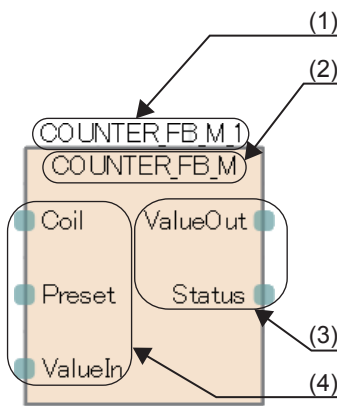 (1)
(2)
COUNTER_FB_M_1
COUNTER_FB_M
Coil ValueOut
Preset Status
(3)
ValueIn
(4)